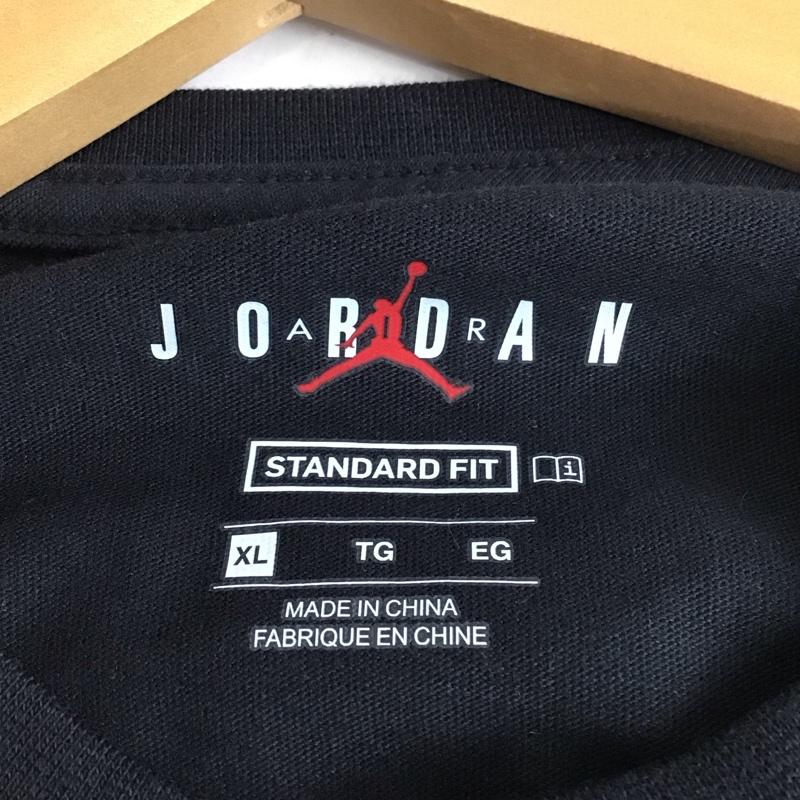 JORDAN
AIR
STANDARD FIT i
XL TG EG
MADE IN CHINA
FABRIQUE EN CHINE